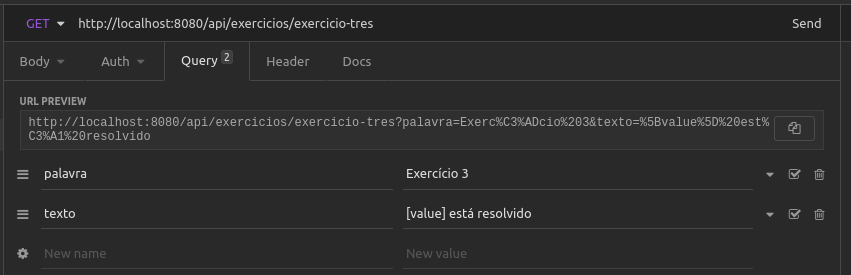 GET http://localhost:8080/api/exercicios/exercicio-tres Send
Body Auth Query 2 Header Docs
URL PREVIEW
http://localhost:8080/api/exercicios/exercicio-tres?palavra=Exerc%C3%ADcio%203&texto=%5Bvalue%5D%20est%
C3%A1%20resolvido
palavra Exercício 3
texto [value] está resolvido
New name New value